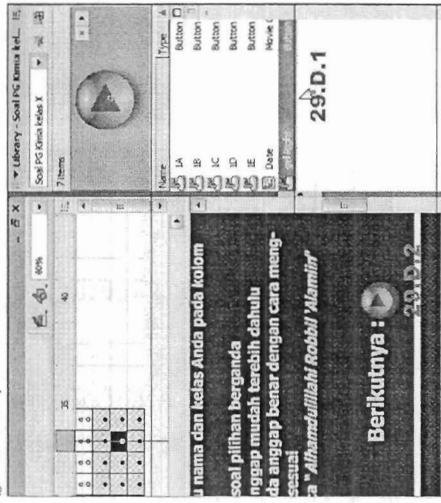 Library - Soal PG Kimia kel...
Soal PG Kimia kelas X
7 items
Name Type
1A Button
1B Button
1C Button
1D Button
1E Button
Date Movie C
80%
35 40
nama dan kelas Anda pada kolom
soal pilihan berganda
nggap mudah terlebih dahulu
da anggap benar dengan cara meng-
sesuai
a "Alhamdulillahi Robbil 'Alamiin"
Berikutnya :
29.D.2
29.D.1